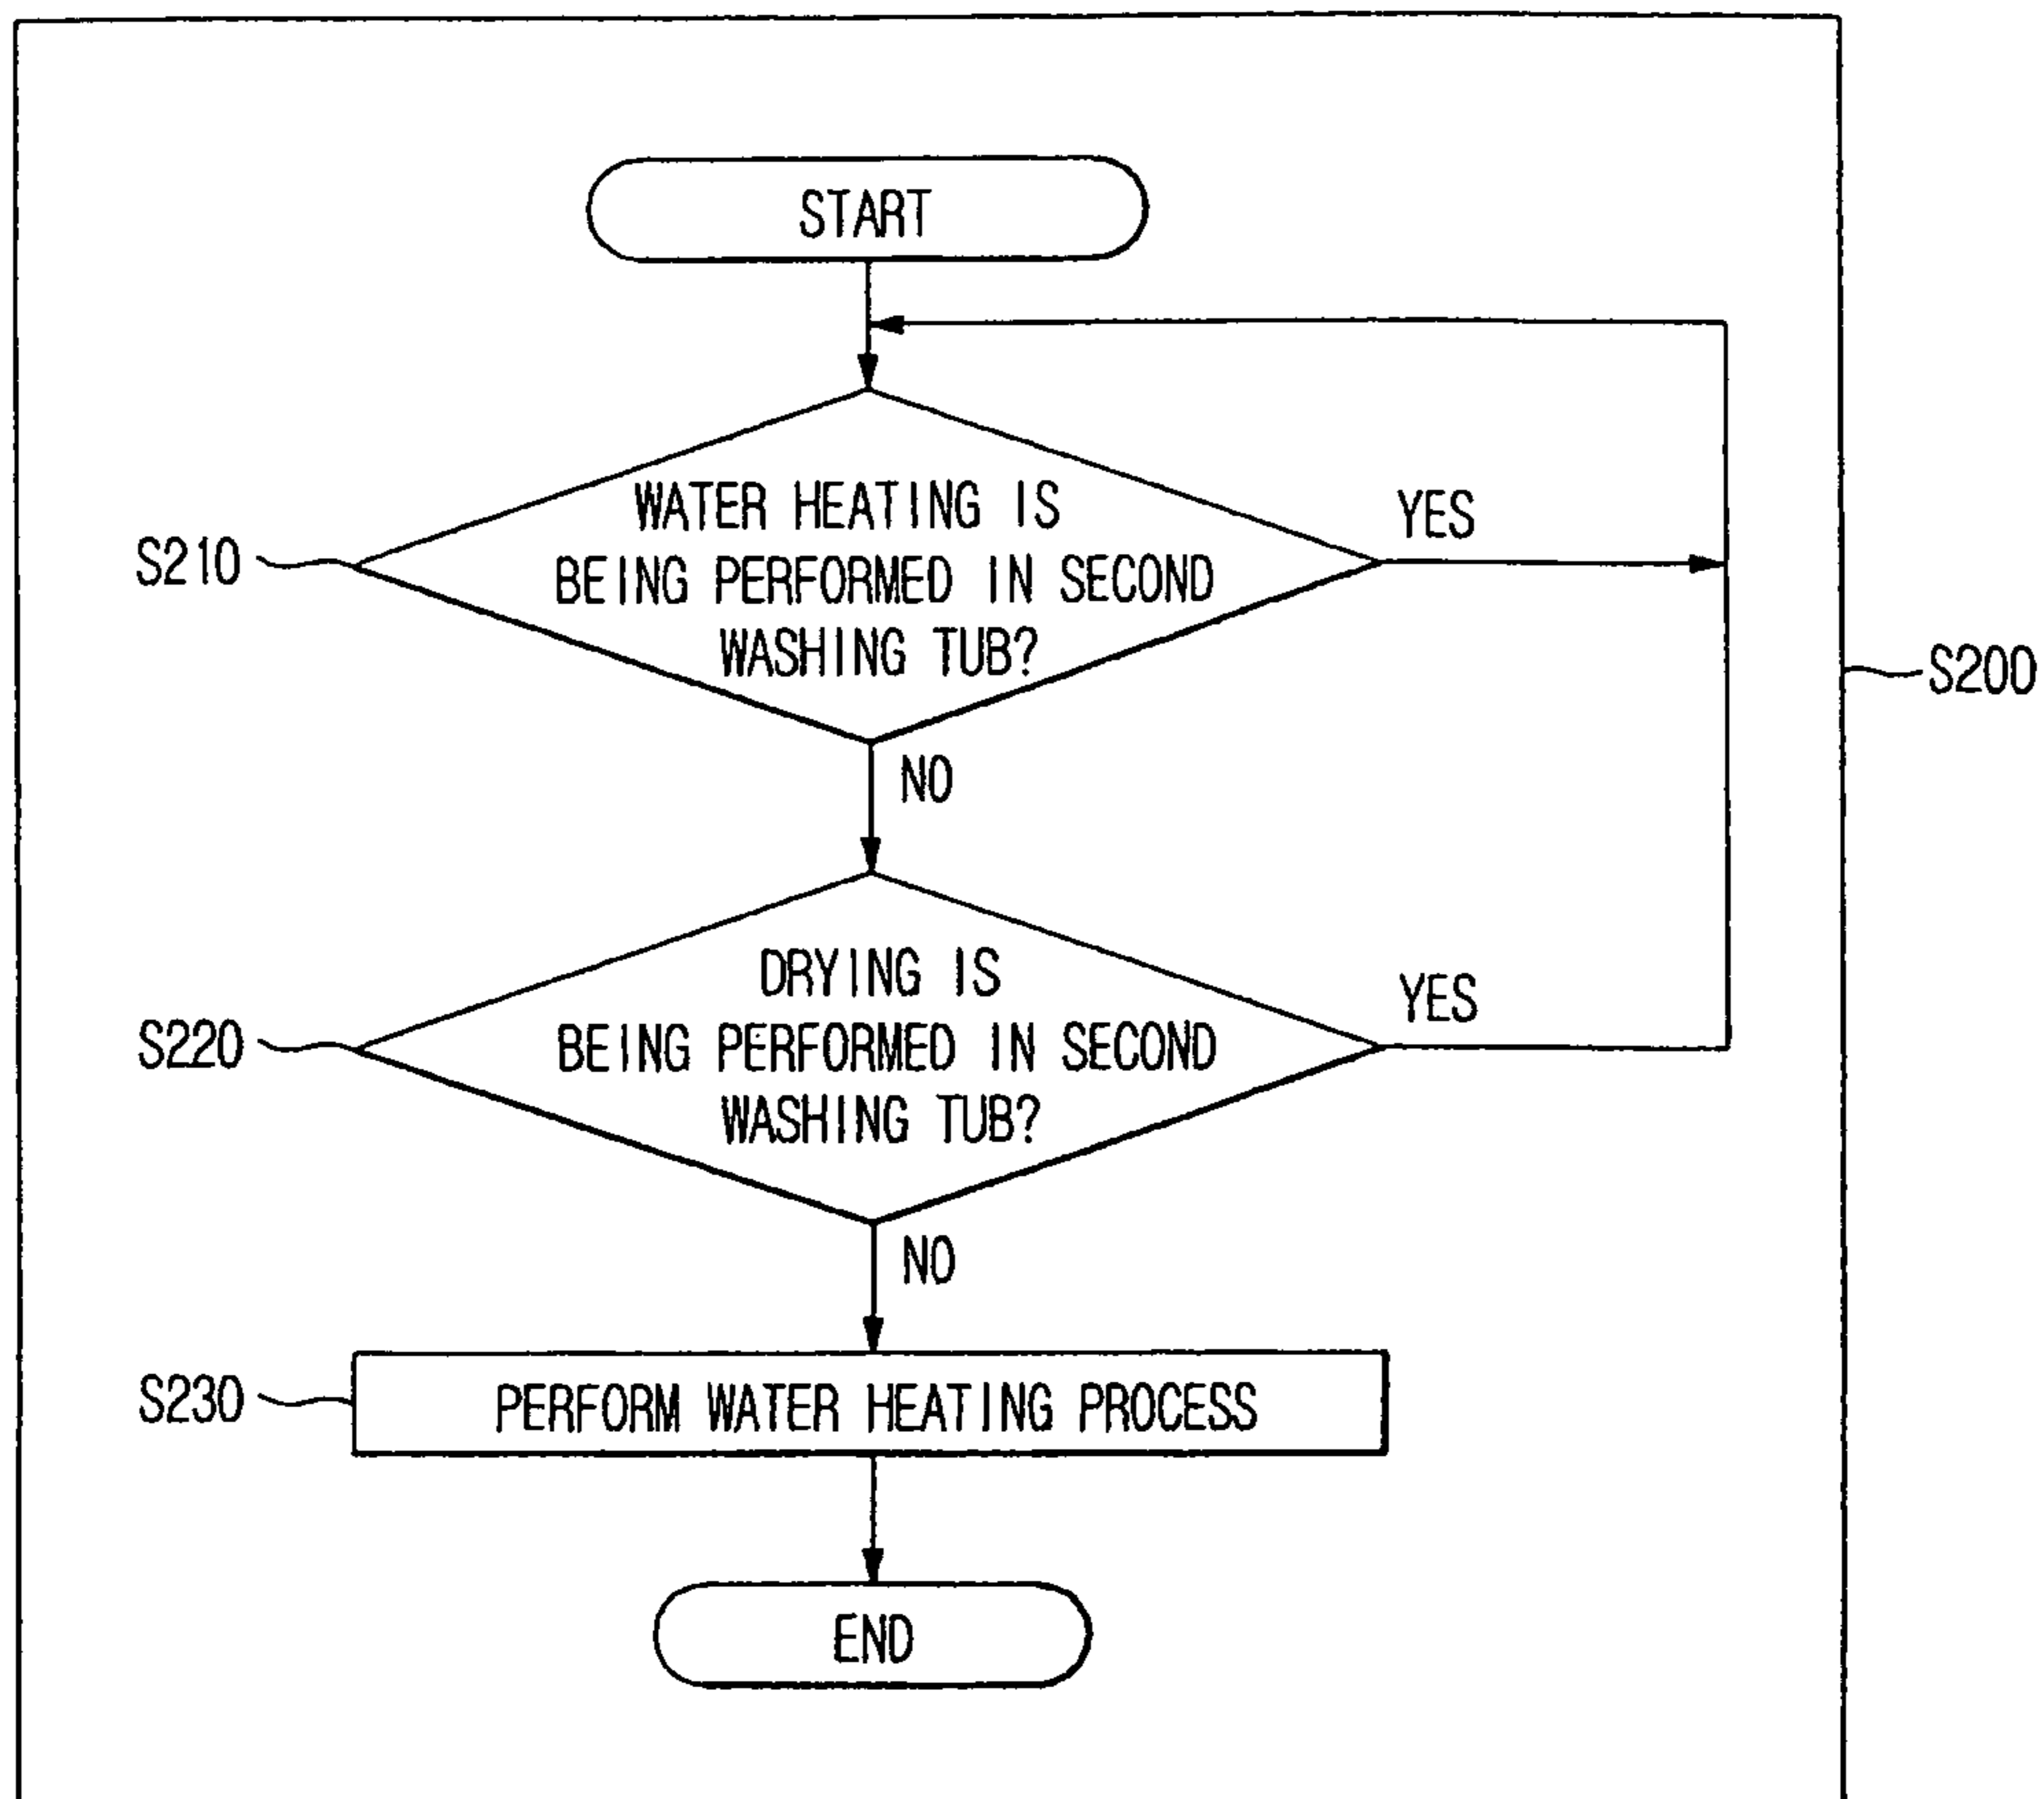 START
WATER HEATING IS
BEING PERFORMED IN SECOND
WASHING TUB?
YES
S210
S200
NO
DRYING IS
BEING PERFORMED IN SECOND
WASHING TUB?
YES
S220
NO
S230
PERFORM WATER HEATING PROCESS
END